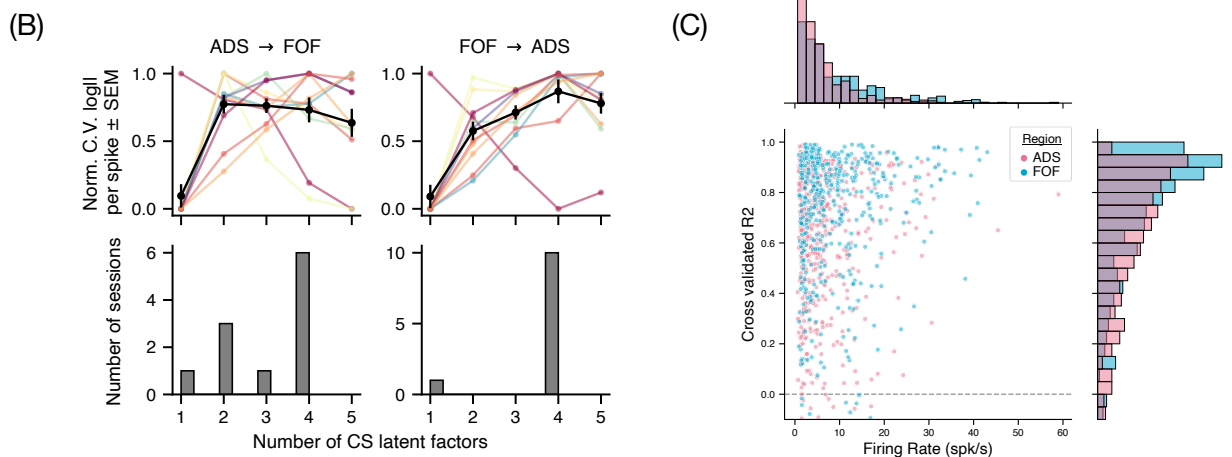 (B)
ADS → FOF
FOF → ADS
Norm. C.V. logll
per spike ± SEM
1.0
0.5
0.0
1.0
0.5
0.0
Number of sessions
6
4
2
0
10
5
0
1 2 3 4 5
1 2 3 4 5
Number of CS latent factors
(C)
Region
ADS
FOF
Cross validated R2
1.0
0.8
0.6
0.4
0.2
0.0
0 10 20 30 40 50 60
Firing Rate (spk/s)